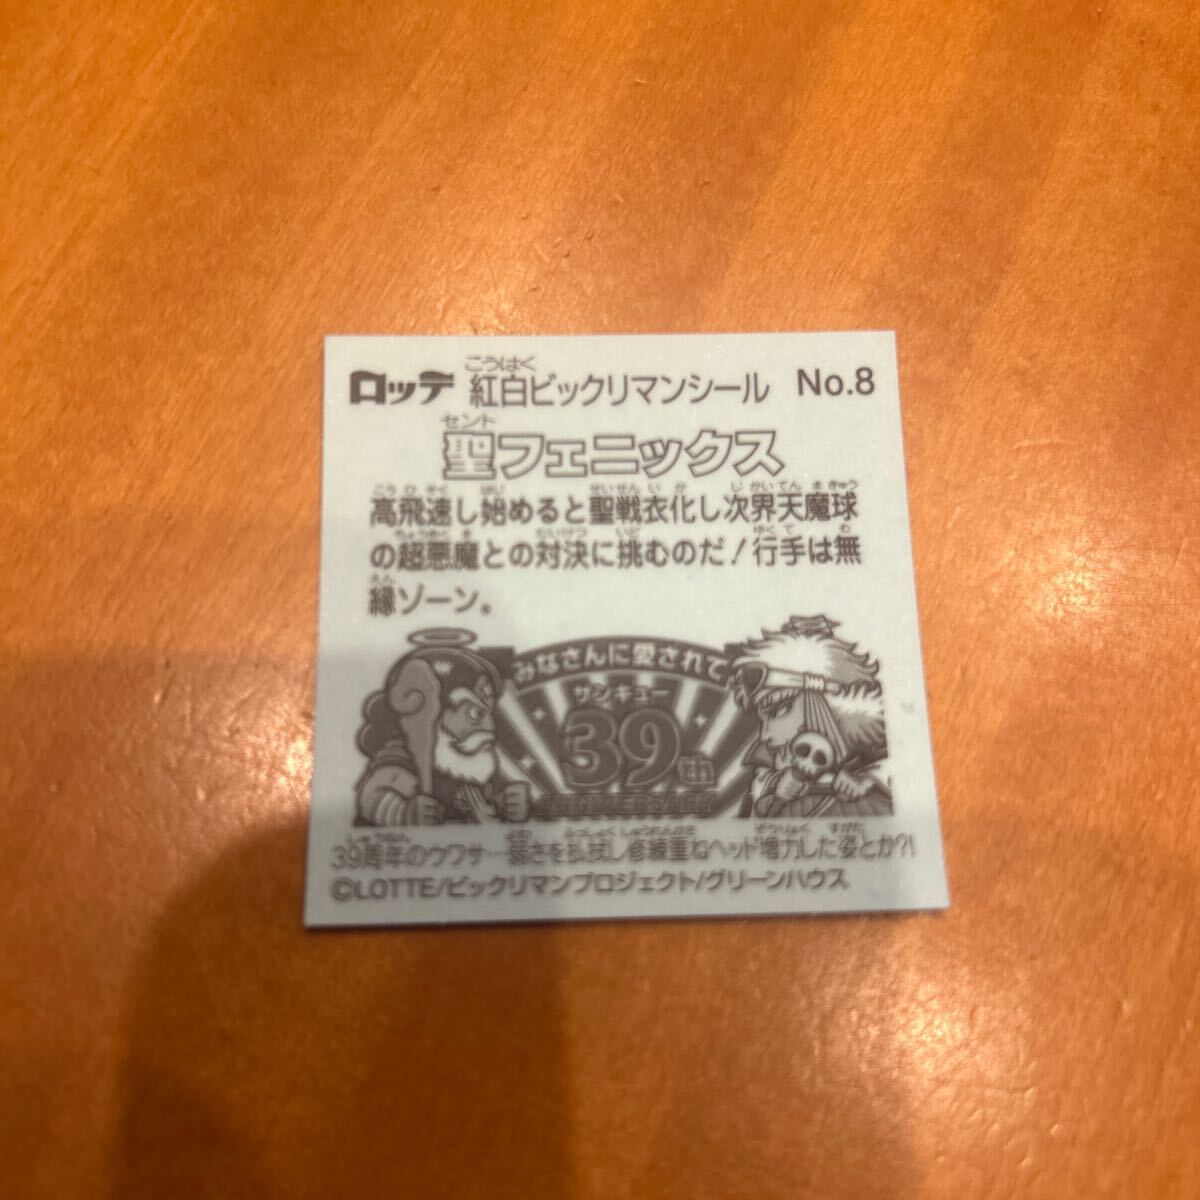 ロッテ 紅白ビックリマンシール No.8
こうはく
セント
聖フェニックス
高飛速し始めると聖戦衣化し次界天魔球
の超悪魔との対決に挑むのだ!行手は無
縁ゾーン。
みなさんに愛されて
サンキュー
39th
ANNIVERSARY
39周年のウワサ…弱さを払拭し修練重ねヘッド増力した姿とか?!
©LOTTE/ビックリマンプロジェクト/グリーンハウス